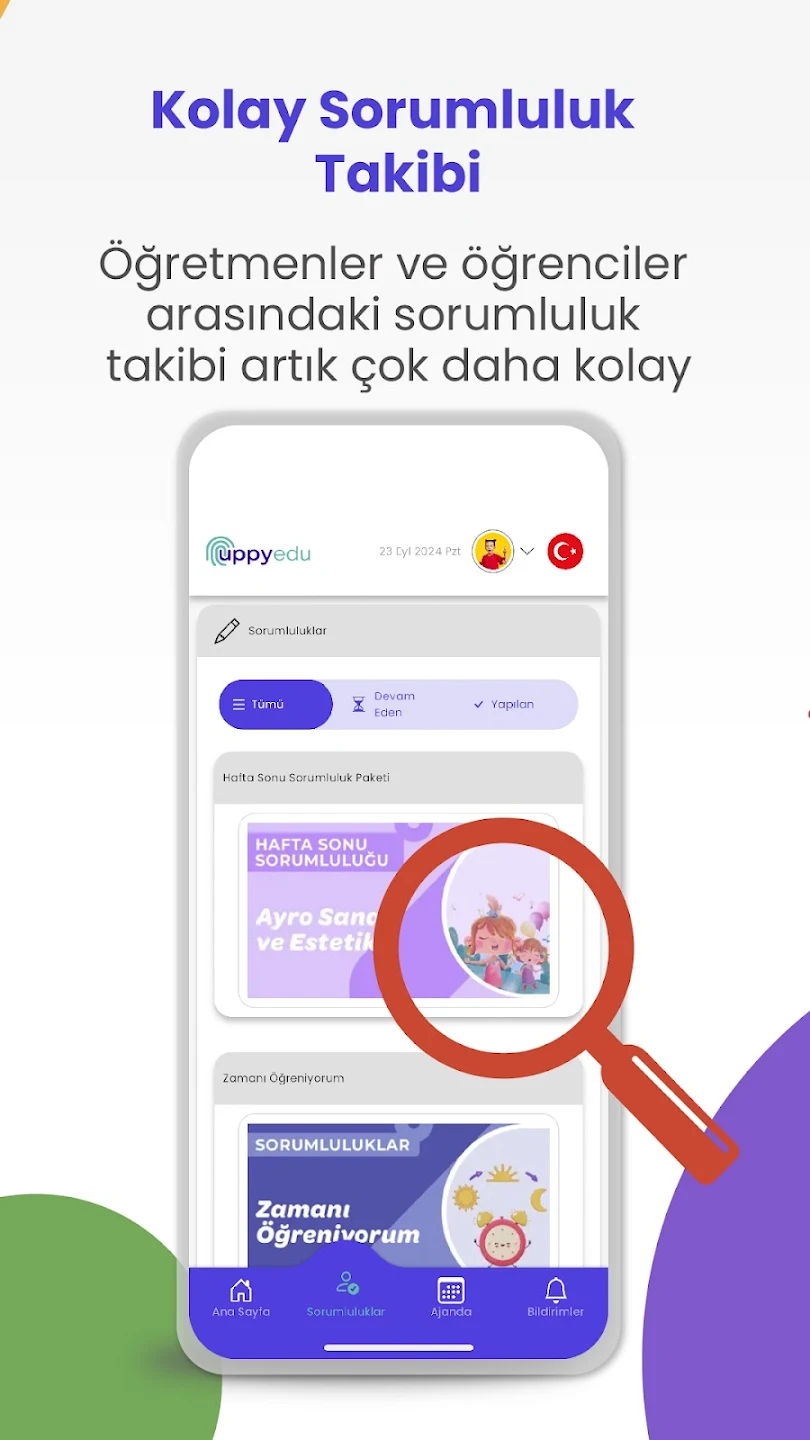 Kolay Sorumluluk
Takibi
Öğretmenler ve öğrenciler
arasındaki sorumluluk
takibi artık çok daha kolay
uppyedu
23 Eyl 2024 Pzt
Sorumluluklar
Tümü
Devam
Eden
Yapılan
Hafta Sonu Sorumluluk Paketi
HAFTA SONU
SORUMLULUĞU
Ayro
ve Estetik
Zamanı Öğreniyorum
SORUMLULUKLAR
Zamanı
Öğreniyorum
Ana Sayfa
Sorumluluklar
Ajanda
Bildirimler